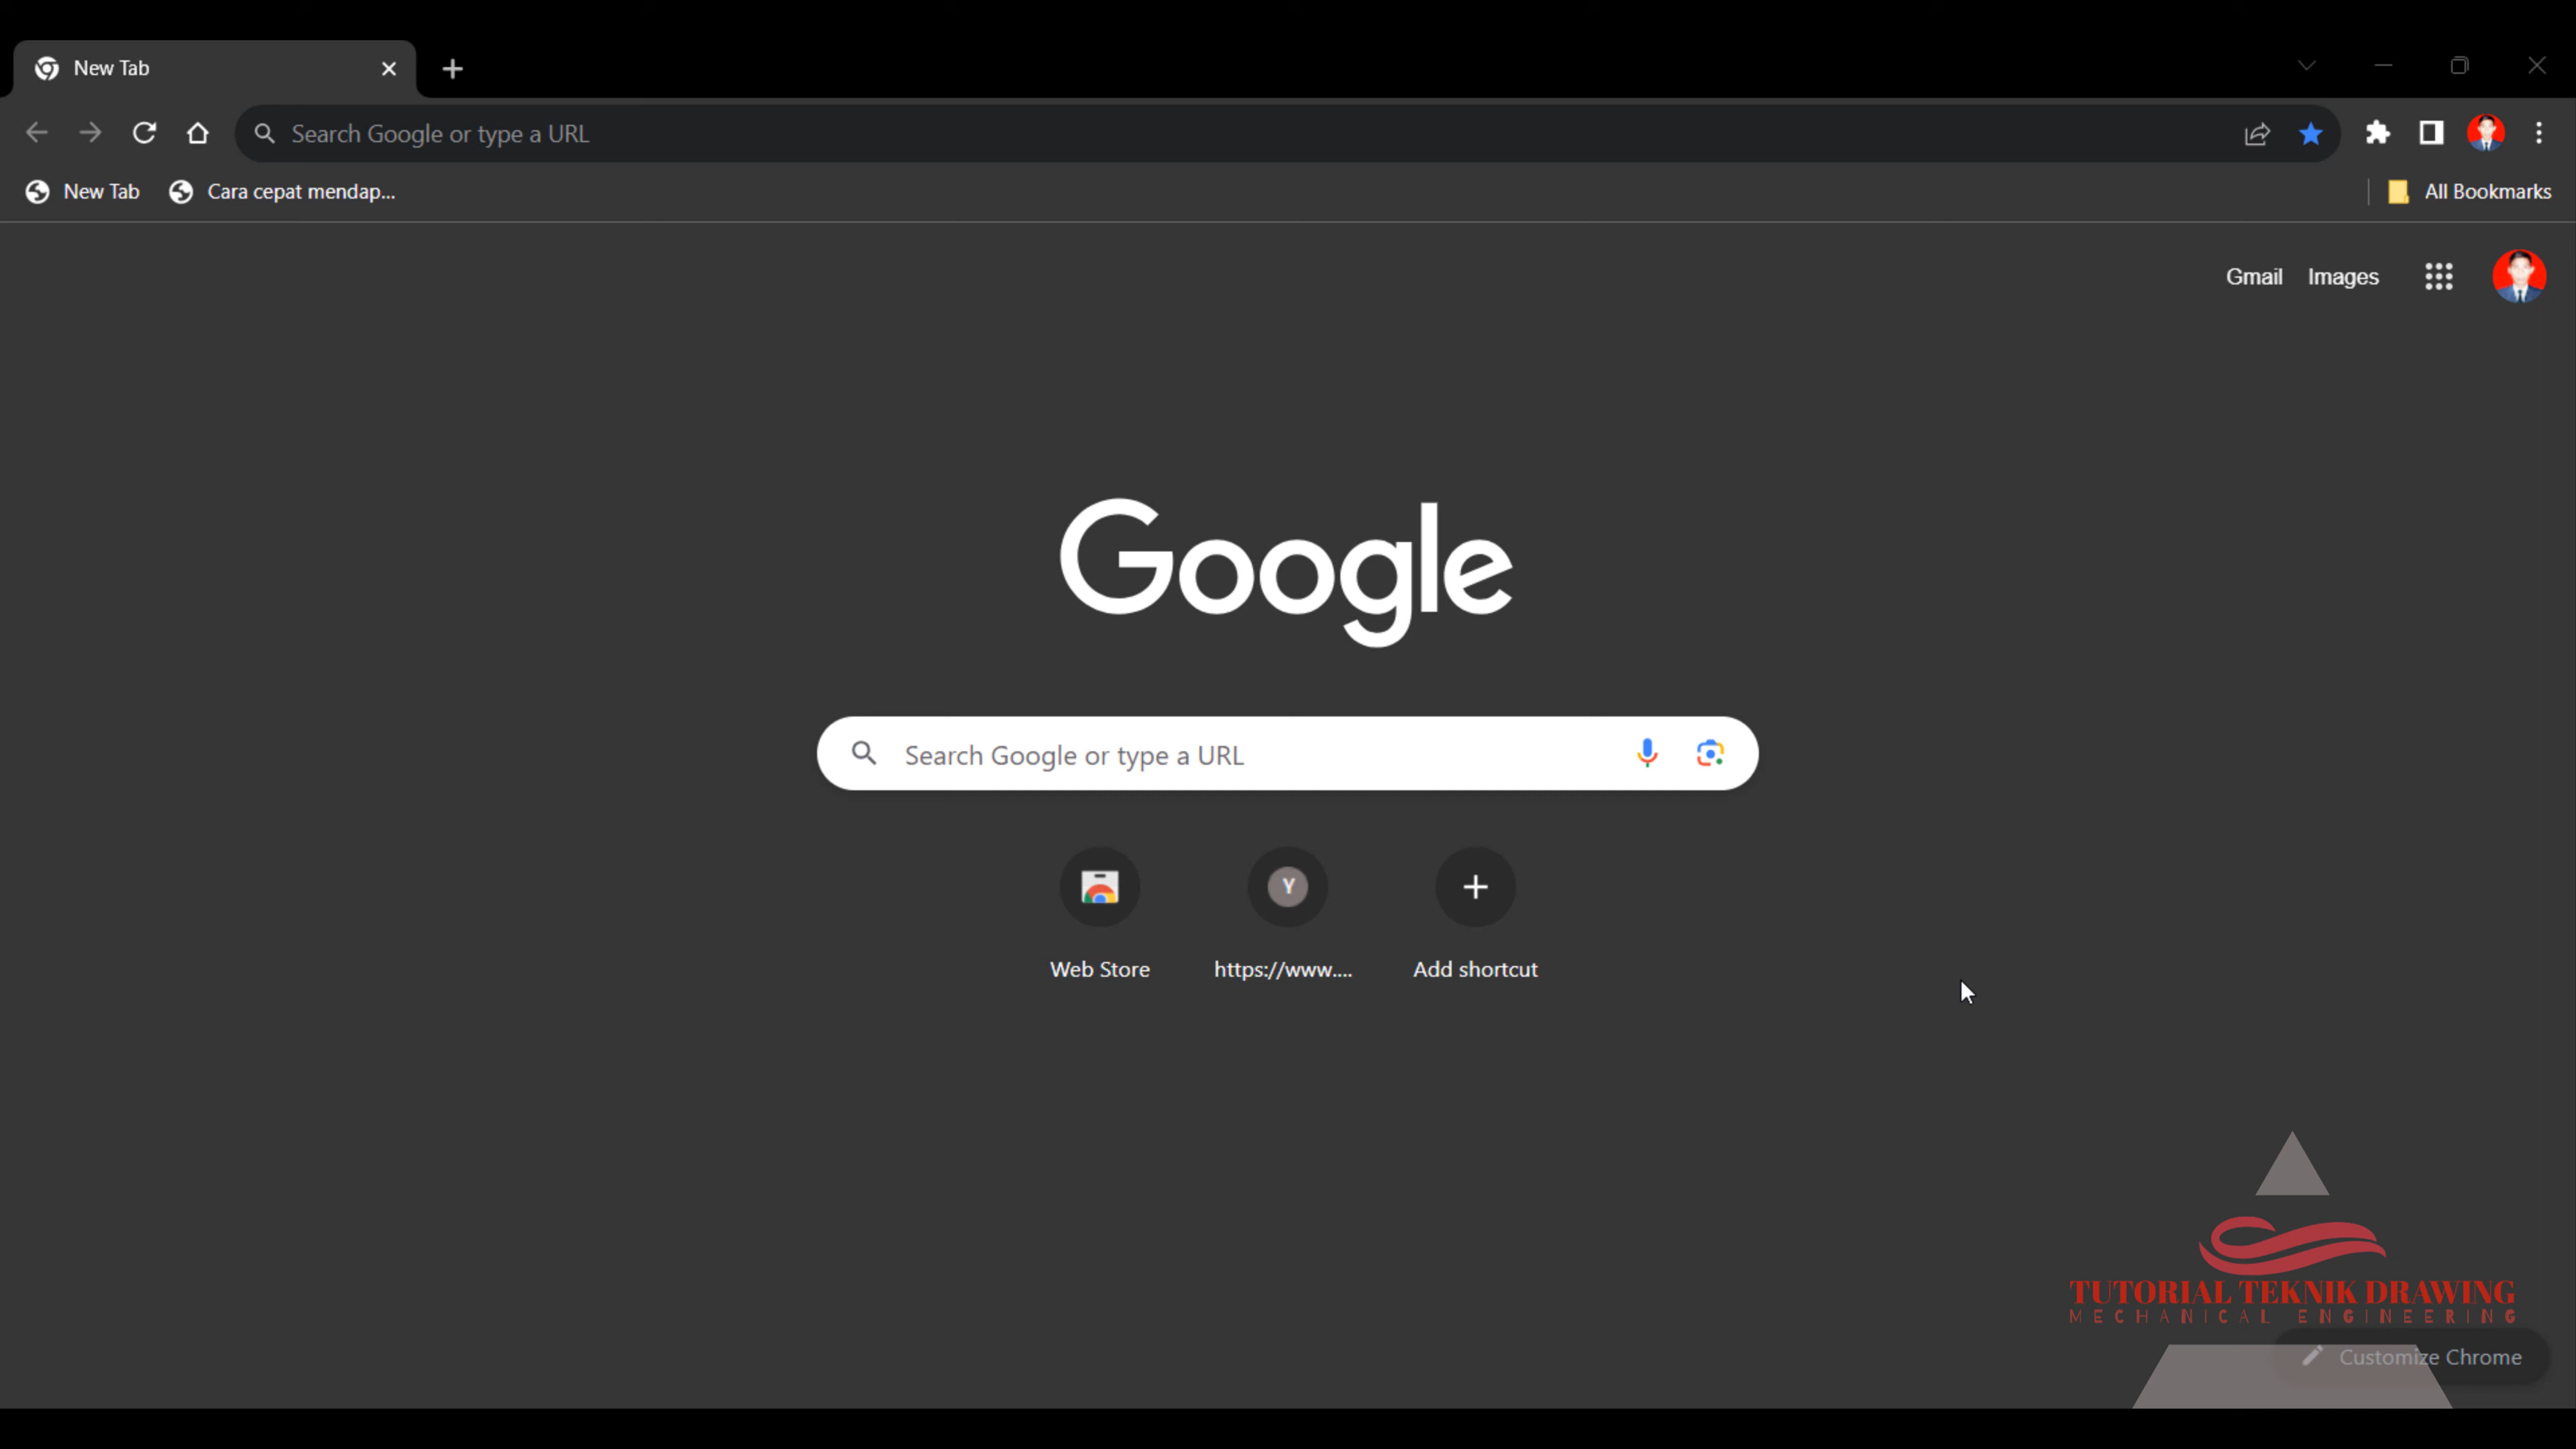 New Tab
Search Google or type a URL
New Tab
Cara cepat mendap...
All Bookmarks
Gmail
Images
Google
Search Google or type a URL
Y
Web Store
https://www....
Add shortcut
TUTORIAL TEKNIK DRAWING
MECHANICAL ENGINEERING
Customize Chrome